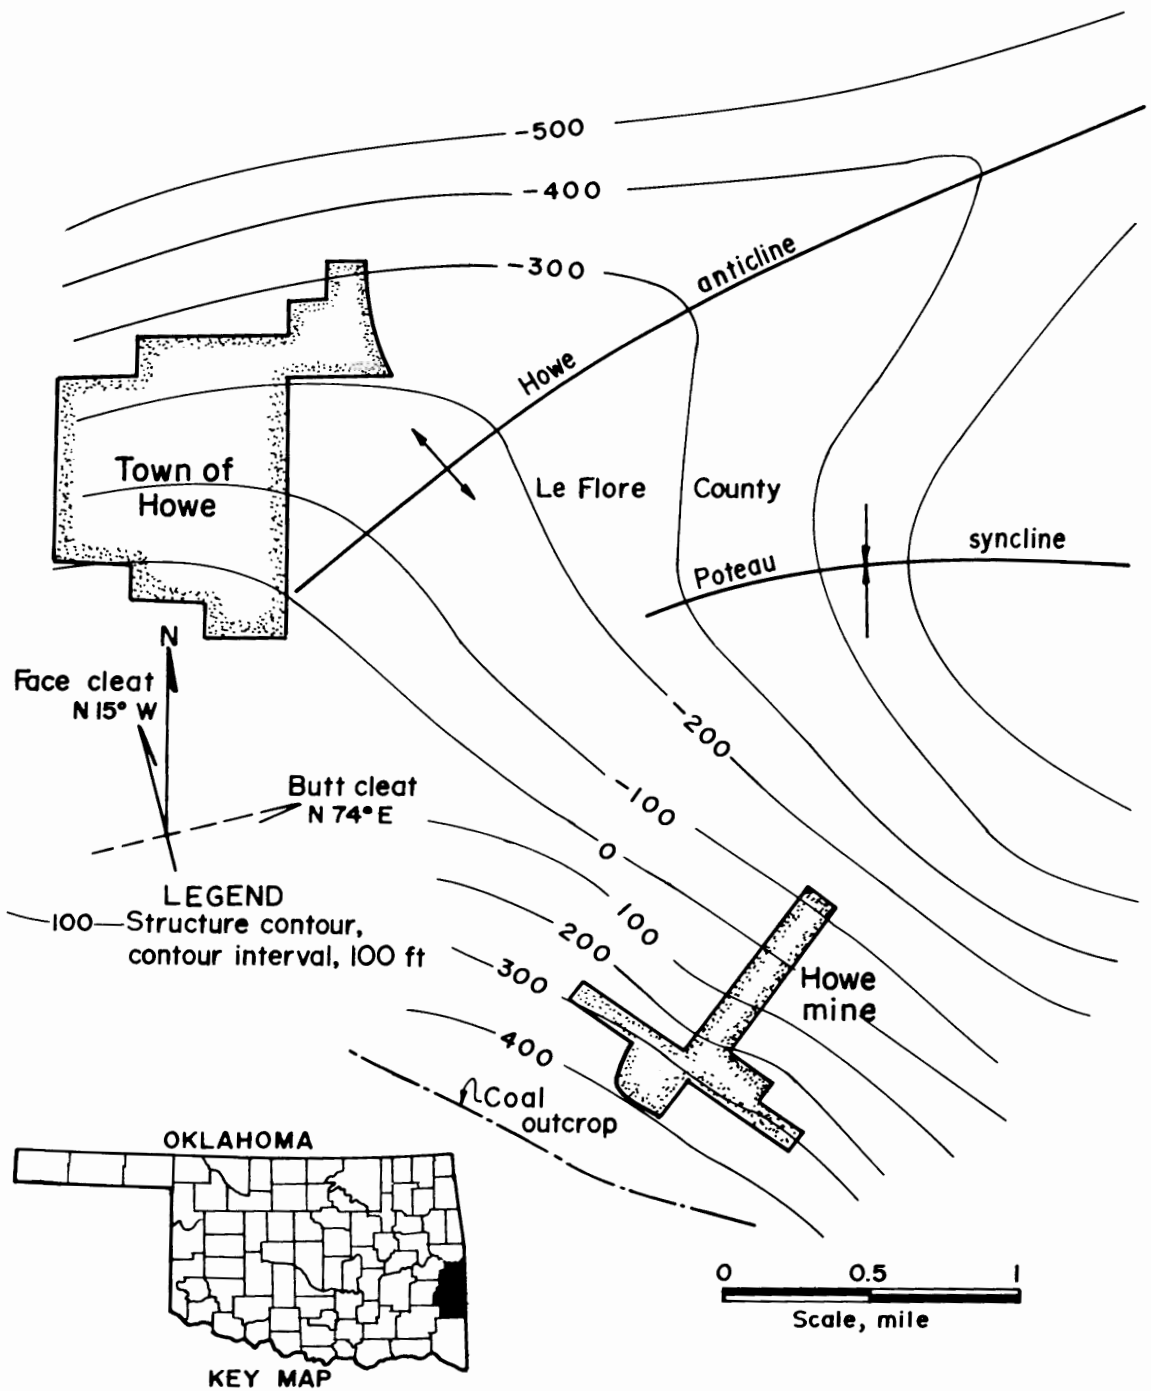 -500
-400
-300
anticline
Howe
Town of
Howe
Le Flore County
syncline
Poteau
N
Face cleat
N 15° W
-200
Butt cleat
N 74° E
-100
0
LEGEND
100 Structure contour,
contour interval, 100 ft
100
200
300
Howe
mine
400
Coal
outcrop
OKLAHOMA
KEY MAP
0 0.5 1
Scale, mile